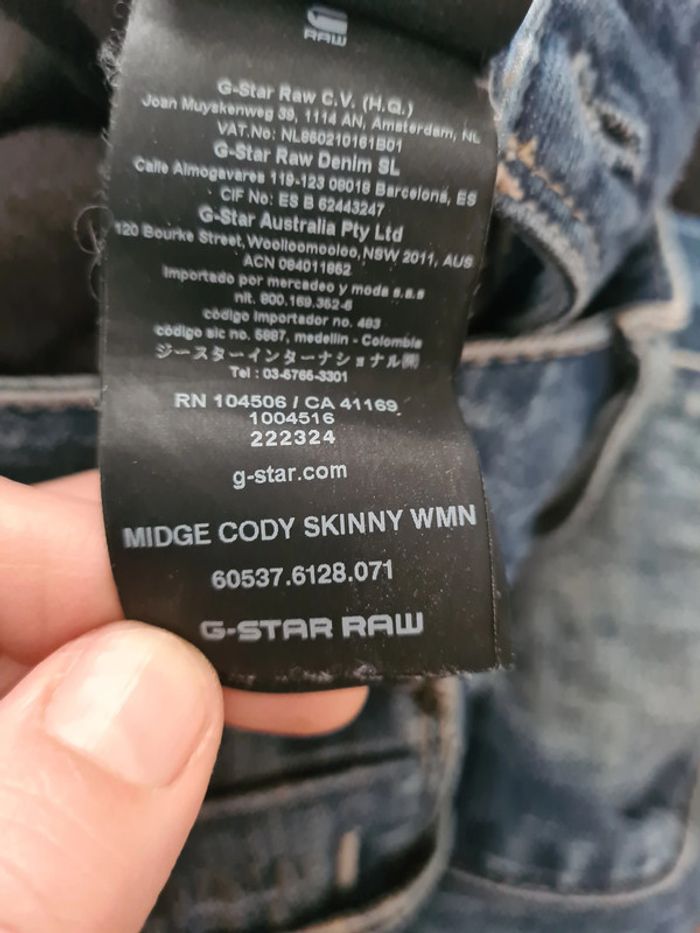 RAW
G-Star Raw C.V. (H.Q.)
Joan Muyskenweg 39, 1114 AN, Amsterdam, NL
VAT.No: NL860210161B01
G-Star Raw Denim SL
Calle Almogavares 119-123 08018 Barcelona, ES
CIF No: ES B 62443247
G-Star Australia Pty Ltd
120 Bourke Street, Woolloomooloo, NSW 2011, AUS
ACN 094011952
Importado por mercadeo y moda s.a.s
nit. 800.169.352-6
código importador no. 483
código sic no. 5887, medellin - Colombia
ジースターインターナショナル㈱
Tel : 03-5765-3301
RN 104506 / CA 41169
1004516
222324
g-star.com
MIDGE CODY SKINNY WMN
60537.6128.071
G-STAR RAW